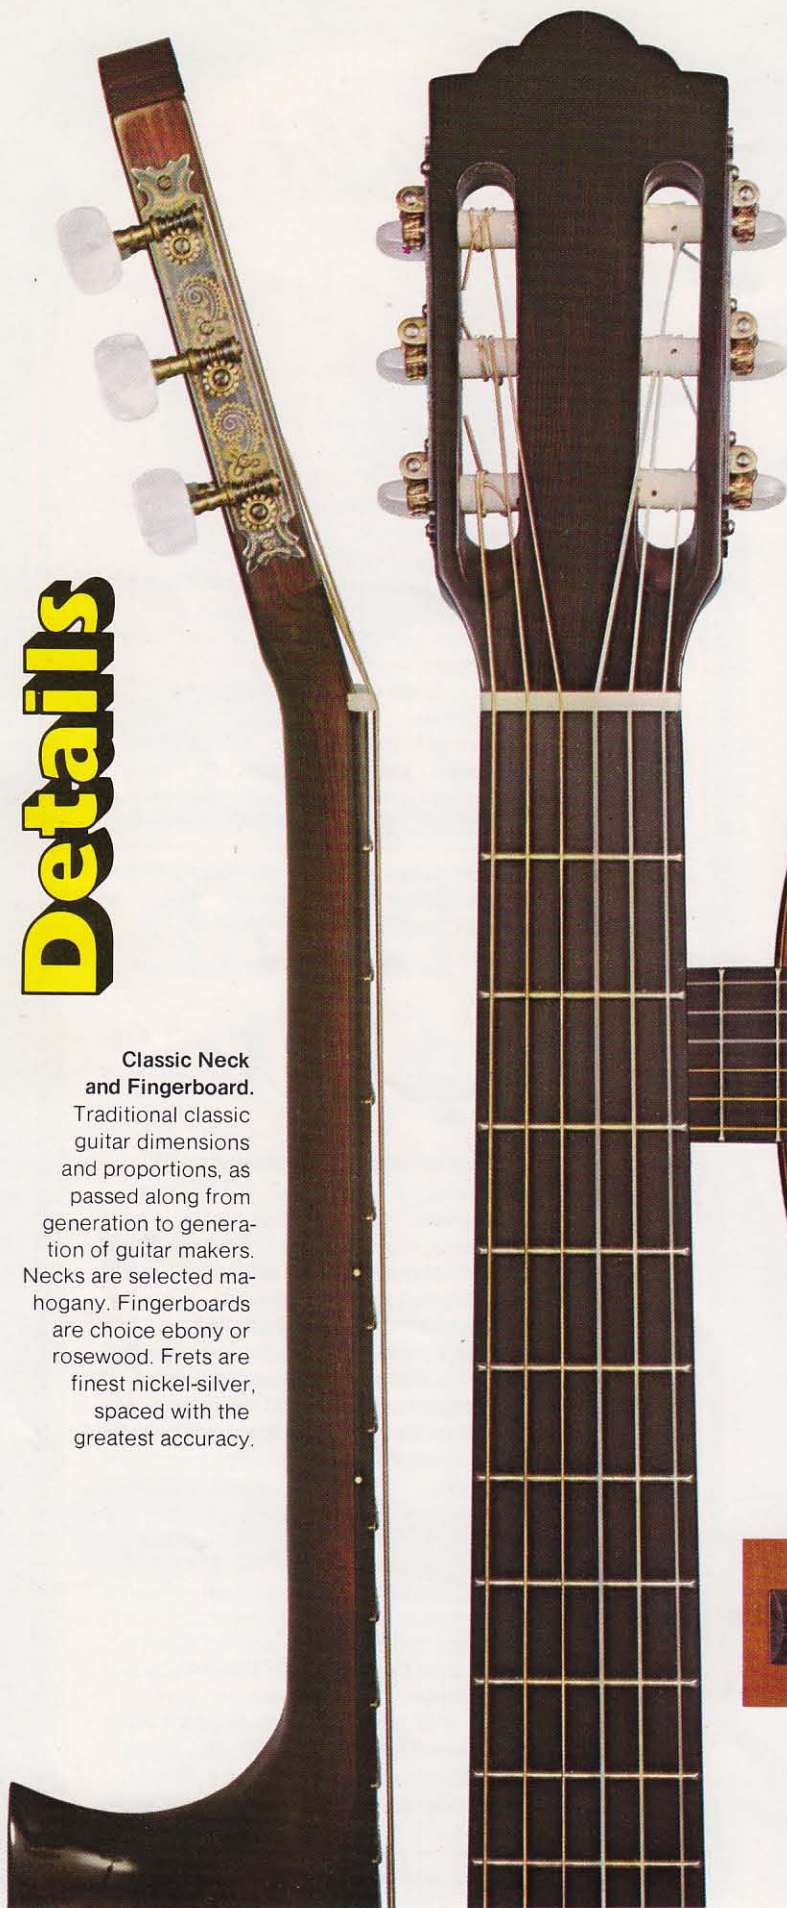 Details
Classic Neck
and Fingerboard.
Traditional classic
guitar dimensions
and proportions, as
passed along from
generation to genera-
tion of guitar makers.
Necks are selected ma-
hogany. Fingerboards
are choice ebony or
rosewood. Frets are
finest nickel-silver,
spaced with the
greatest accuracy.